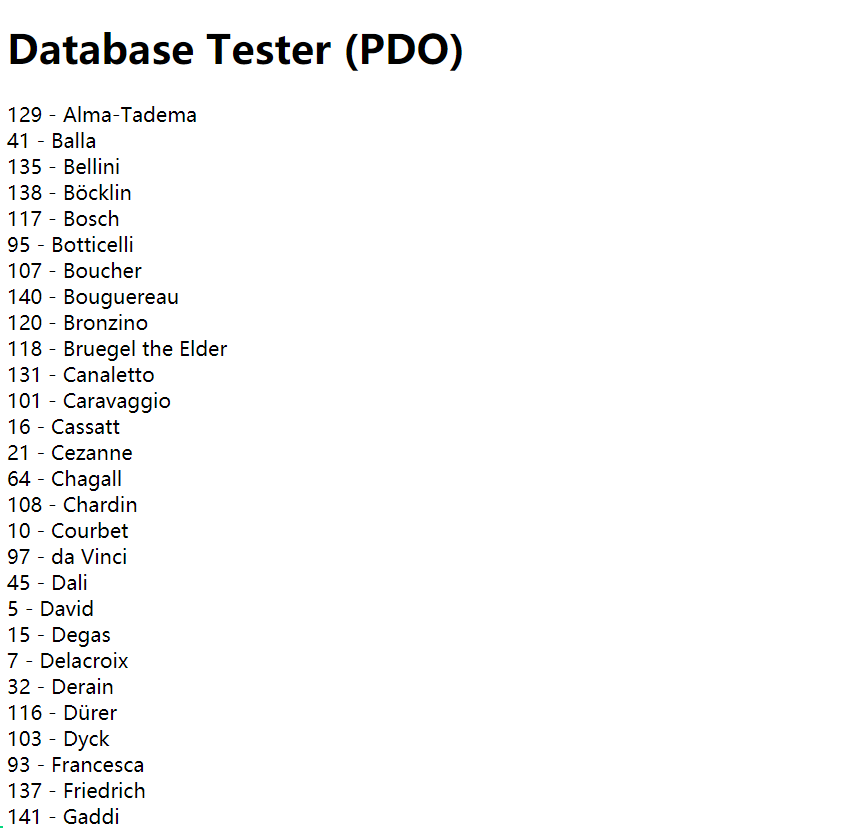 Database Tester (PDO)
129 - Alma-Tadema
41 - Balla
135 - Bellini
138 - Böcklin
117 - Bosch
95 - Botticelli
107 - Boucher
140 - Bouguereau
120 - Bronzino
118 - Bruegel the Elder
131 - Canaletto
101 - Caravaggio
16 - Cassatt
21 - Cezanne
64 - Chagall
108 - Chardin
10 - Courbet
97 - da Vinci
45 - Dali
5 - David
15 - Degas
7 - Delacroix
32 - Derain
116 - Dürer
103 - Dyck
93 - Francesca
137 - Friedrich
141 - Gaddi